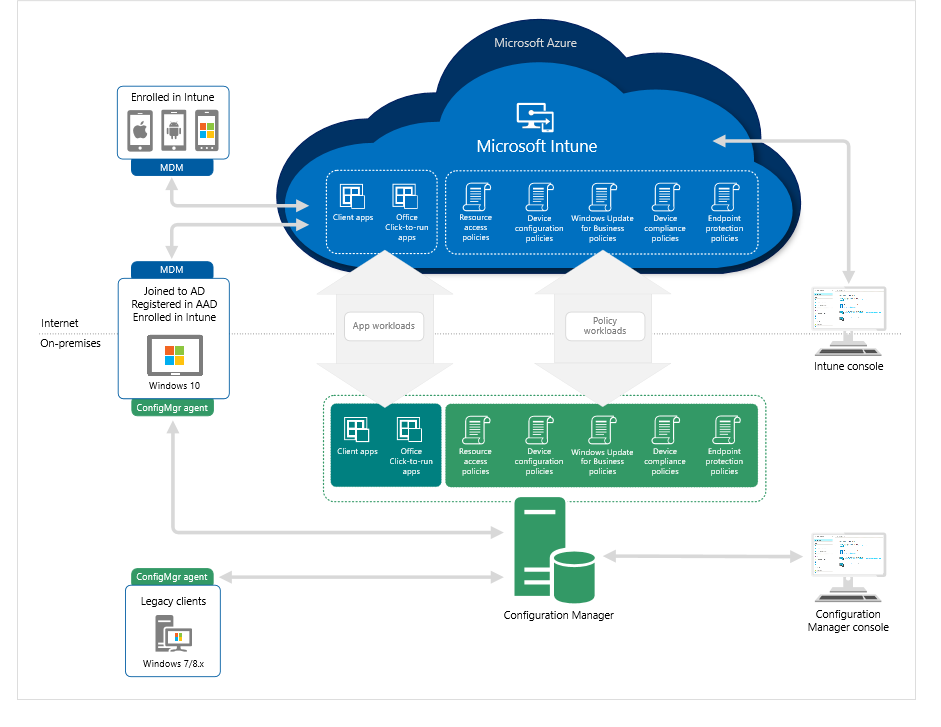 Microsoft Azure
Enrolled in Intune
MDM
Microsoft Intune
Client apps
Office
Click-to-run
apps
Resource
access
policies
Device
configuration
policies
Windows Update
for Business
policies
Device
compliance
policies
Endpoint
protection
policies
MDM
Joined to AD
Registered in AAD
Enrolled in Intune
Windows 10
ConfigMgr agent
Internet
On-premises
App workloads
Policy
workloads
Intune console
Client apps
Office
Click-to-run
apps
Resource
access
policies
Device
configuration
policies
Windows Update
for Business
policies
Device
compliance
policies
Endpoint
protection
policies
ConfigMgr agent
Legacy clients
Windows 7/8.x
Configuration Manager
Configuration
Manager console